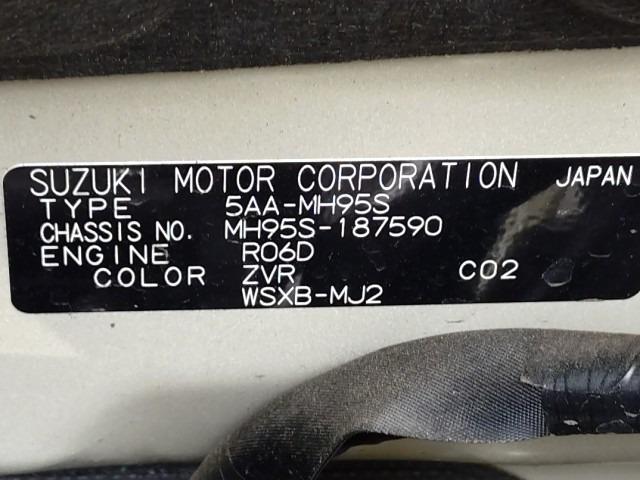 SUZUKI MOTOR CORPORATION JAPAN
TYPE 5AA-MH95S
CHASSIS NO. MH95S-187590
ENGINE R06D
COLOR ZVR C02
WSXB-MJ2